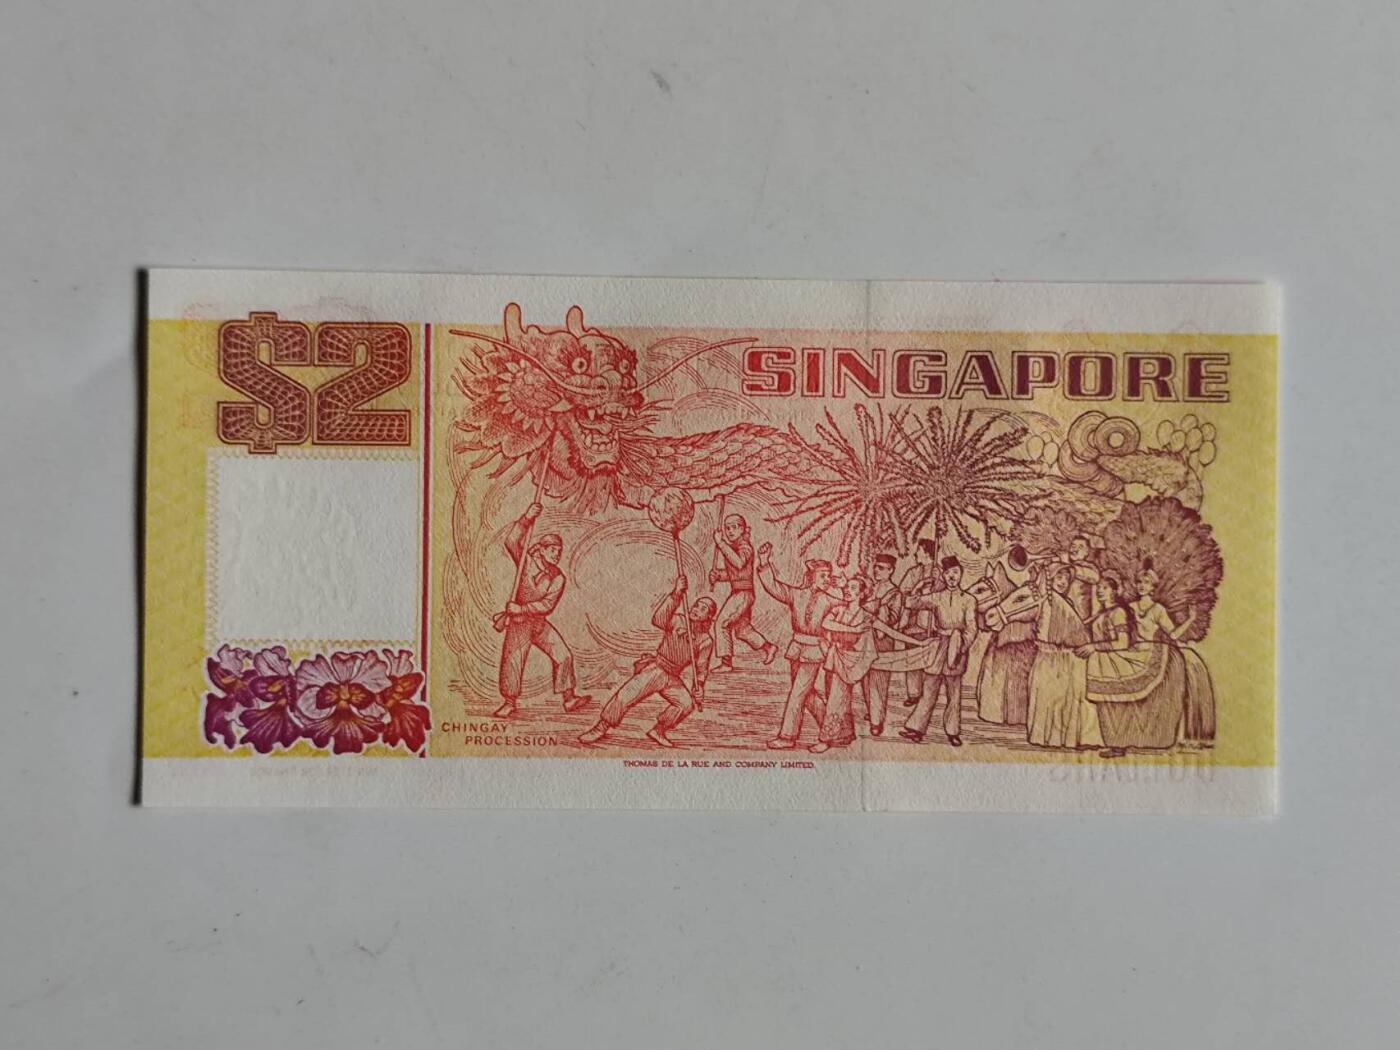 $2
SINGAPORE
CHINGAY
PROCESSION
THOMAS DE LA RUE AND COMPANY LIMITED.